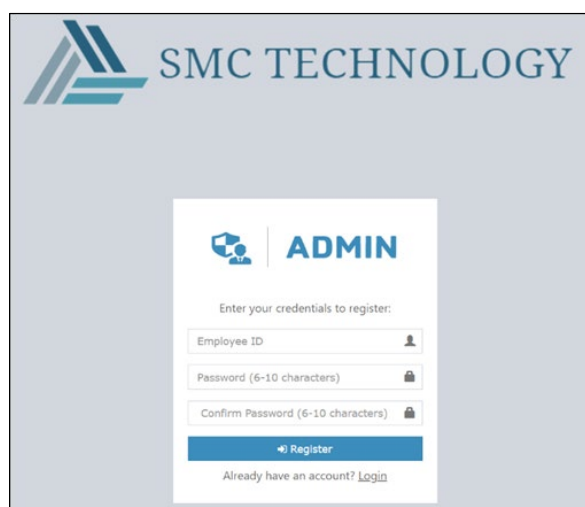 SMC TECHNOLOGY
ADMIN
Enter your credentials to register:
Employee ID
Password (6-10 characters)
Confirm Password (6-10 characters)
Register
Already have an account? Login